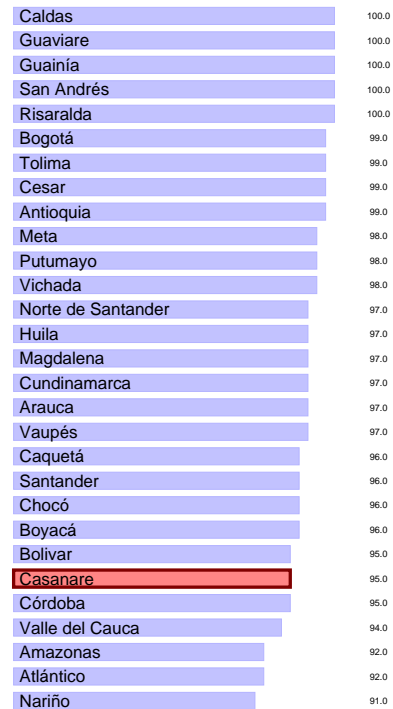 Caldas 100.0
Guaviare 100.0
Guainía 100.0
San Andrés 100.0
Risaralda 100.0
Bogotá 99.0
Tolima 99.0
Cesar 99.0
Antioquia 99.0
Meta 98.0
Putumayo 98.0
Vichada 98.0
Norte de Santander 97.0
Huila 97.0
Magdalena 97.0
Cundinamarca 97.0
Arauca 97.0
Vaupés 97.0
Caquetá 96.0
Santander 96.0
Chocó 96.0
Boyacá 96.0
Bolivar 95.0
Casanare 95.0
Córdoba 95.0
Valle del Cauca 94.0
Amazonas 92.0
Atlántico 92.0
Nariño 91.0